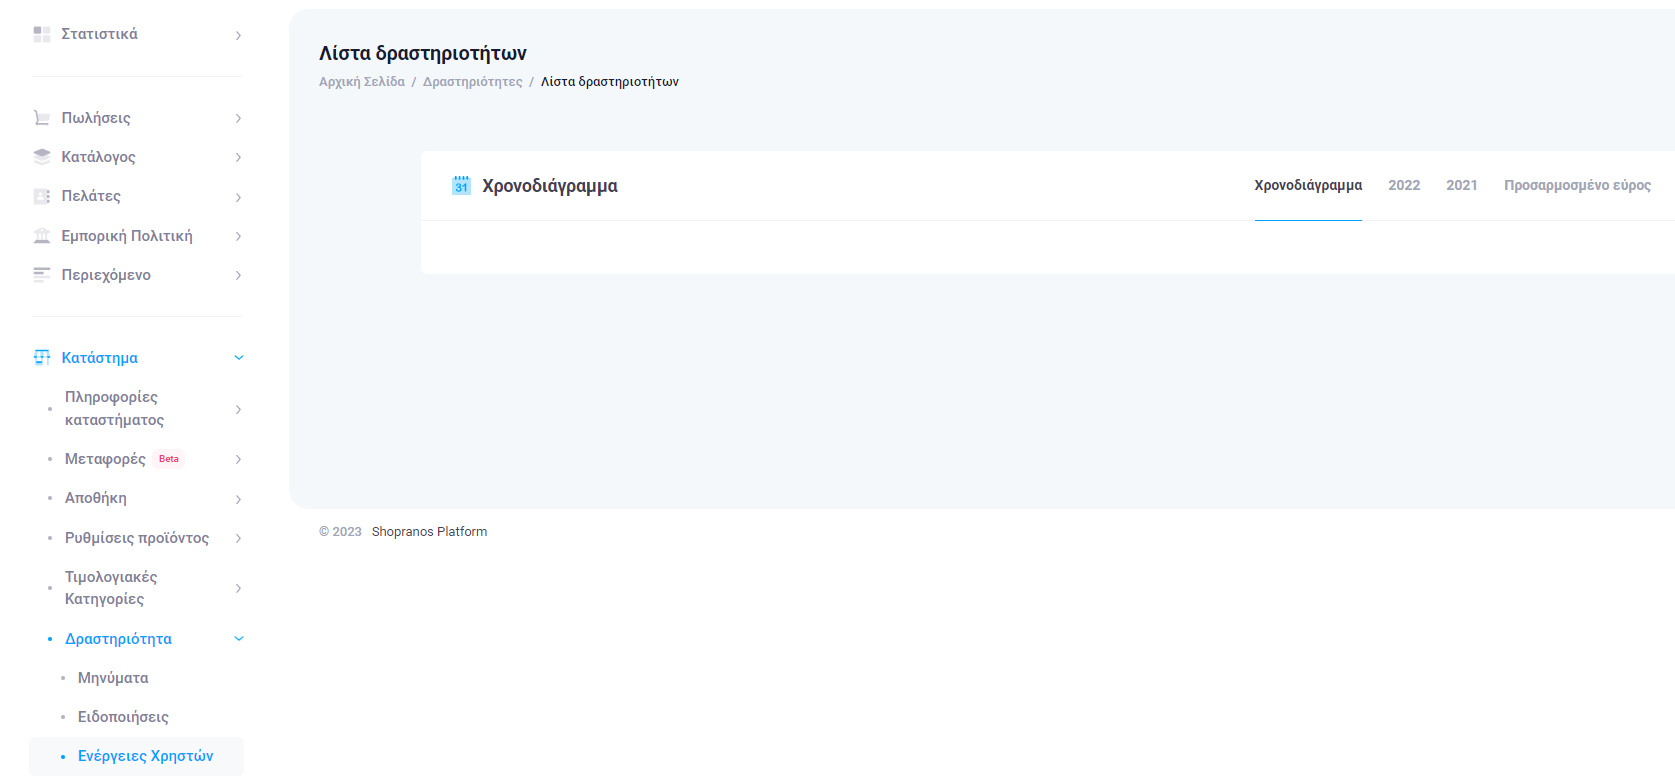 Στατιστικά
Πωλήσεις
Κατάλογος
Πελάτες
Εμπορική Πολιτική
Περιεχόμενο
Κατάστημα
Πληροφορίες
καταστήματος
Μεταφορές Beta
Αποθήκη
Ρυθμίσεις προϊόντος
Τιμολογιακές
Κατηγορίες
Δραστηριότητα
Μηνύματα
Ειδοποιήσεις
Ενέργειες Χρηστών
Λίστα δραστηριοτήτων
Αρχική Σελίδα / Δραστηριότητες / Λίστα δραστηριοτήτων
31 Χρονοδιάγραμμα
Χρονοδιάγραμμα 2022 2021 Προσαρμοσμένο εύρος
© 2023 Shopranos Platform